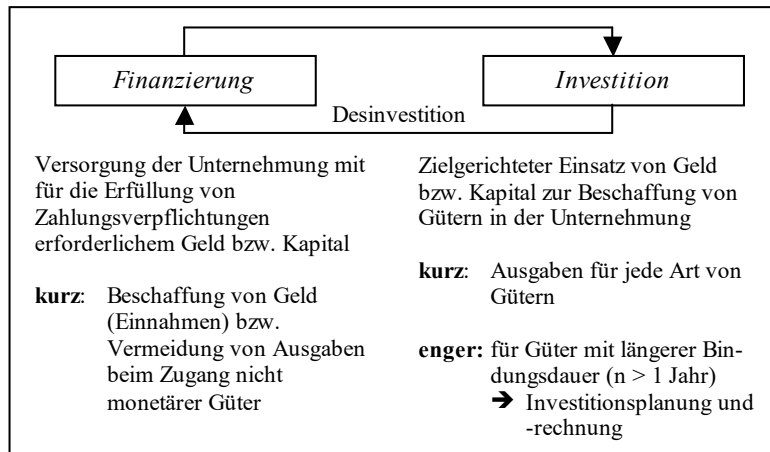 Finanzierung
Investition
Desinvestition
Versorgung der Unternehmung mit
für die Erfüllung von
Zahlungsverpflichtungen
erforderlichem Geld bzw. Kapital
kurz: Beschaffung von Geld
(Einnahmen) bzw.
Vermeidung von Ausgaben
beim Zugang nicht
monetärer Güter
Zielgerichteter Einsatz von Geld
bzw. Kapital zur Beschaffung von
Gütern in der Unternehmung
kurz: Ausgaben für jede Art von
Gütern
enger: für Güter mit längerer Bin-
dungsdauer (n > 1 Jahr)
➔ Investitionsplanung und
-rechnung